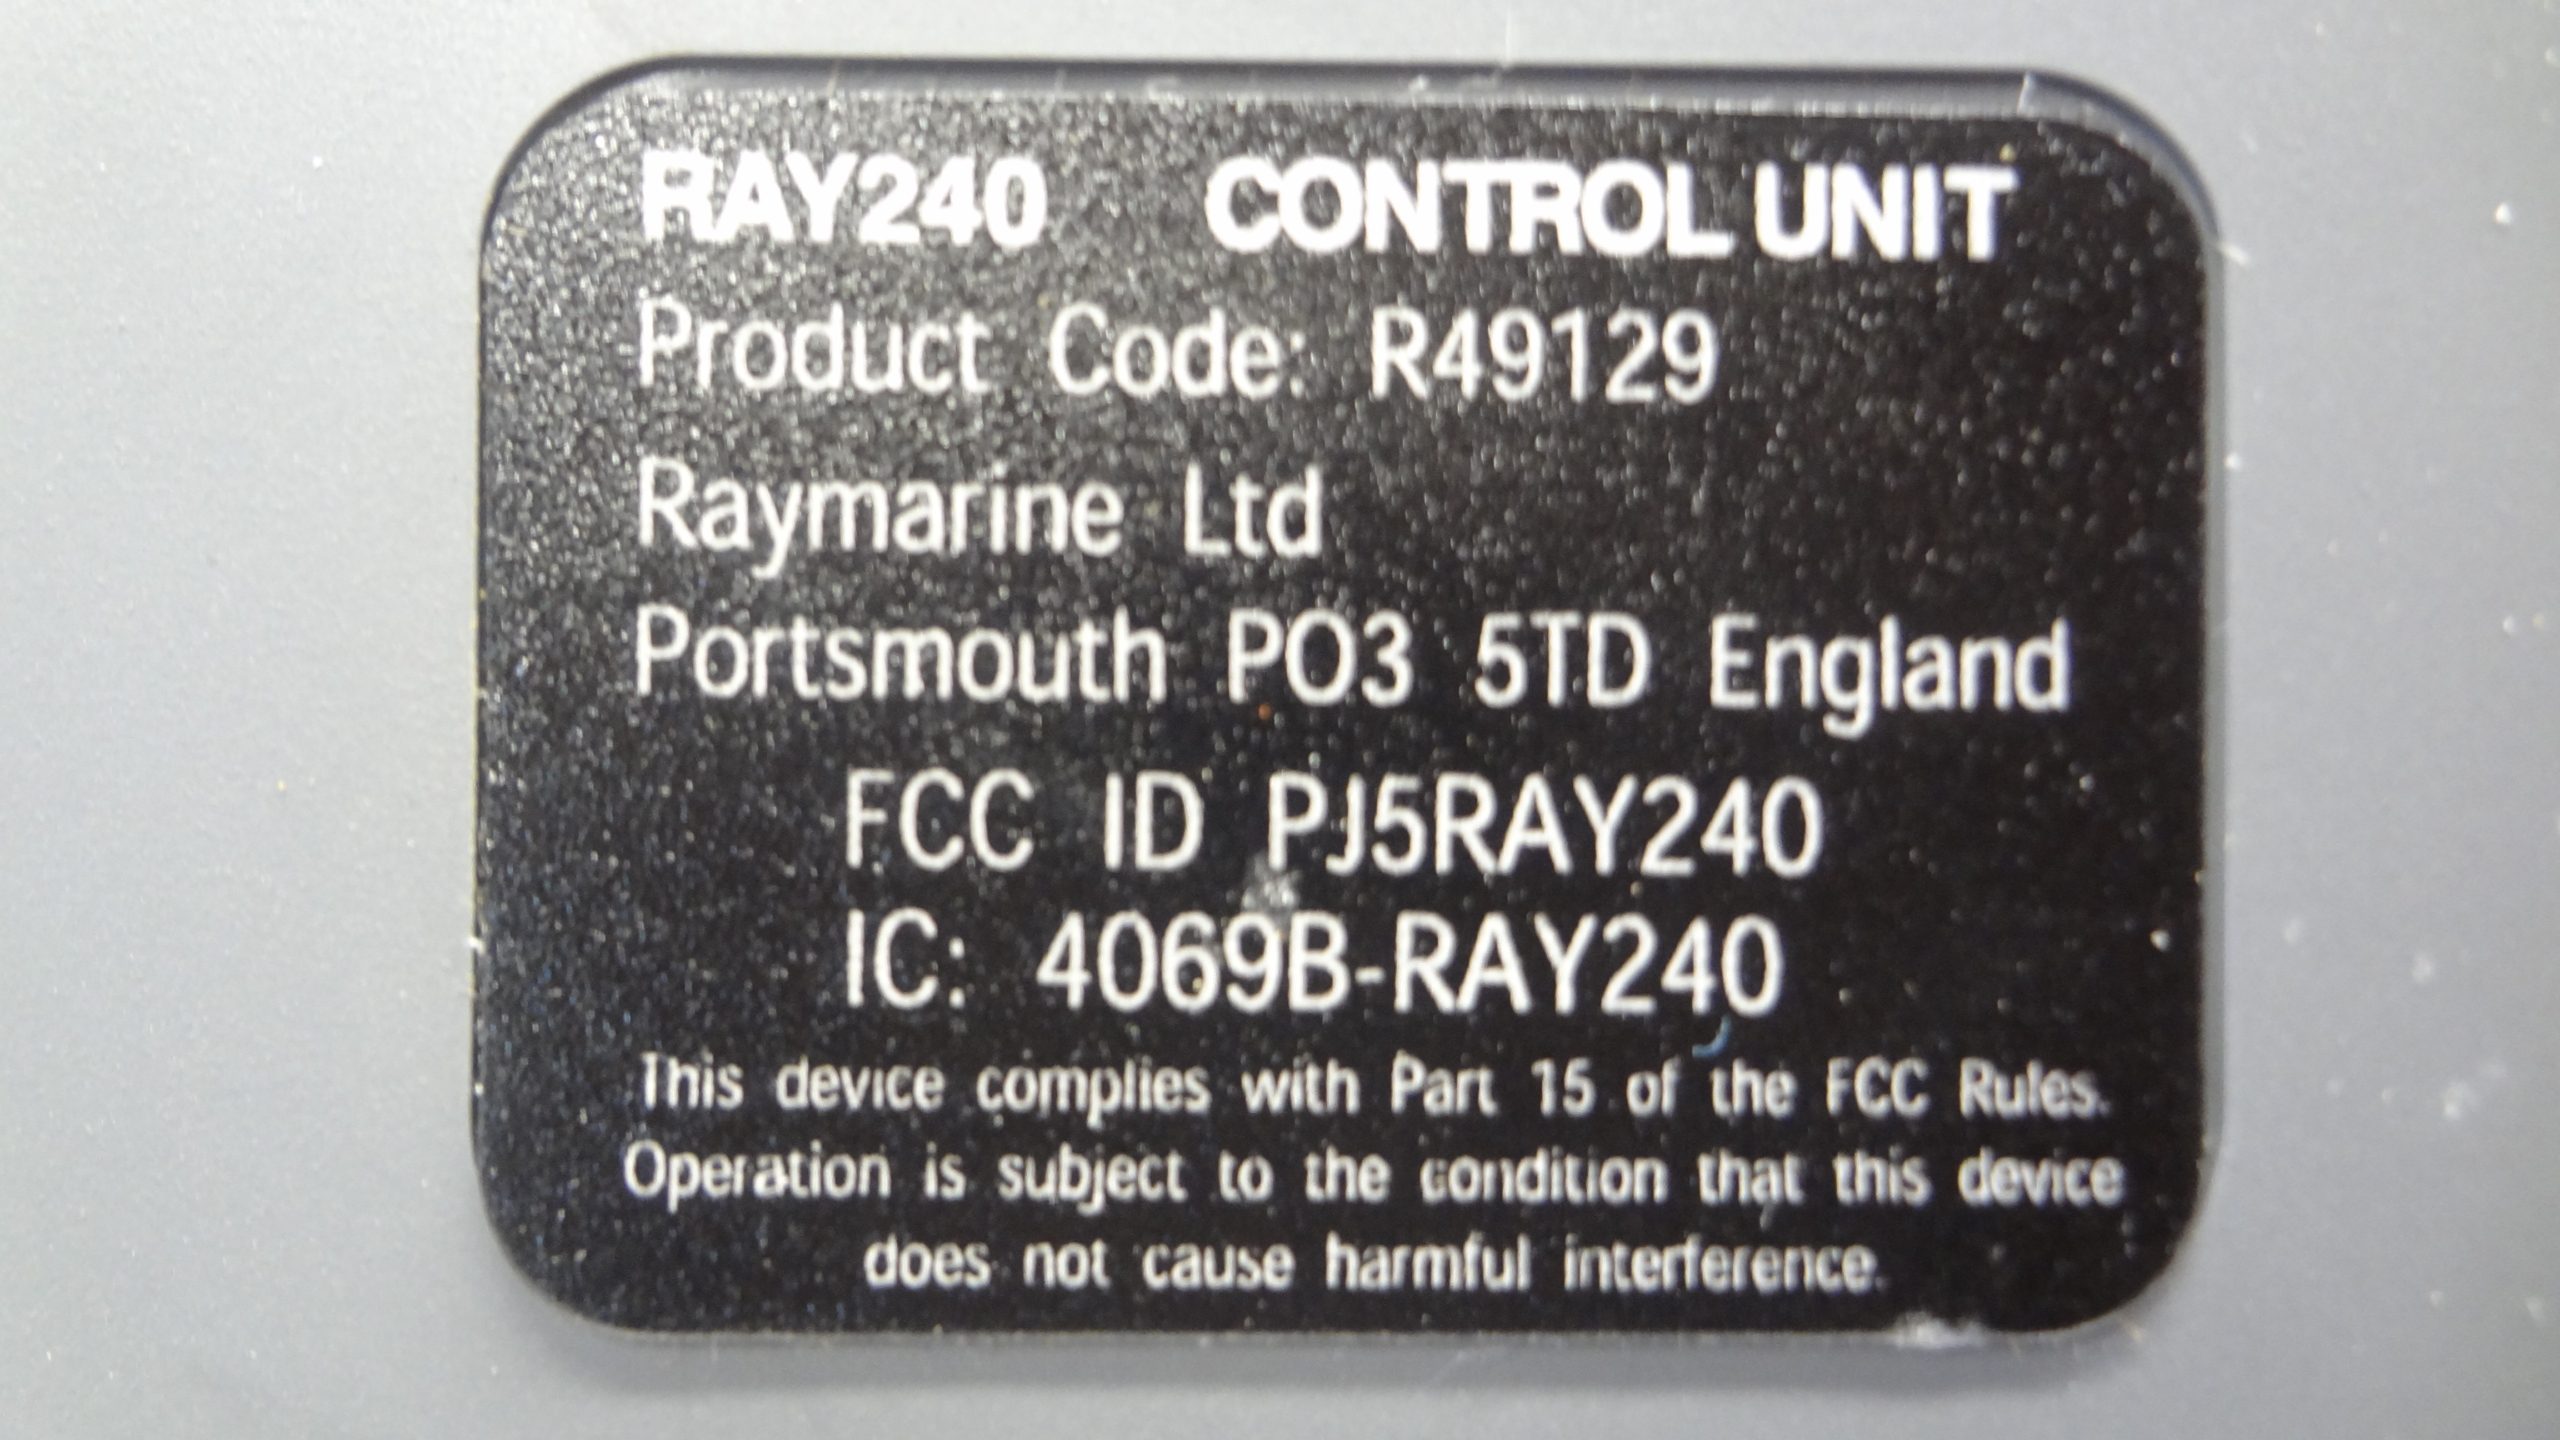 RAY240 CONTROL UNIT
Product Code: R49129
Raymarine Ltd
Portsmouth PO3 5TD England
FCC ID PJ5RAY240
IC: 4069B-RAY240
This device complies with Part 15 of the FCC Rules.
Operation is subject to the condition that this device
does not cause harmful interference.